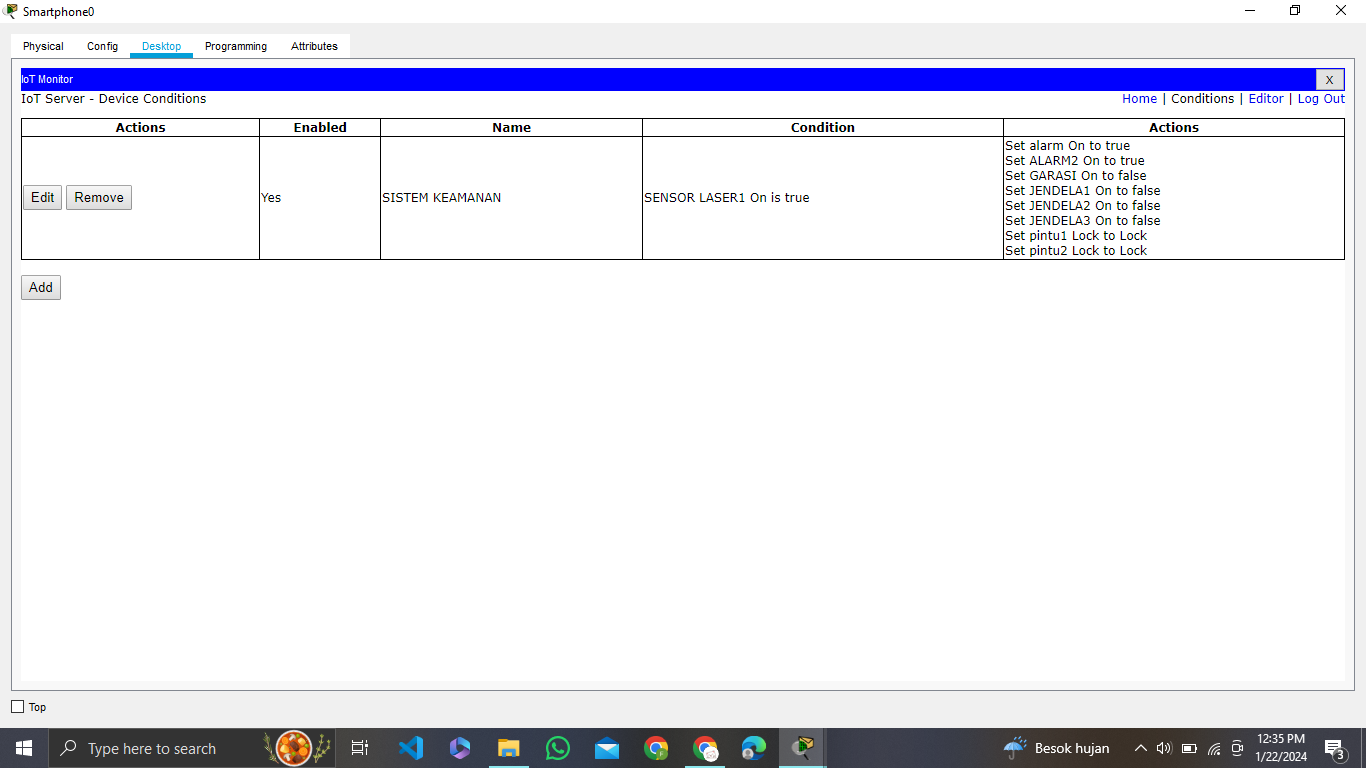 Smartphone0
Physical Config Desktop Programming Attributes
IoT Monitor X
IoT Server - Device Conditions Home | Conditions | Editor | Log Out
Actions Enabled Name Condition Actions
Edit Remove Yes SISTEM KEAMANAN SENSOR LASER1 On is true
Set alarm On to true
Set ALARM2 On to true
Set GARASI On to false
Set JENDELA1 On to false
Set JENDELA2 On to false
Set JENDELA3 On to false
Set pintu1 Lock to Lock
Set pintu2 Lock to Lock
Add
Top
Type here to search
Besok hujan
12:35 PM
1/22/2024
3